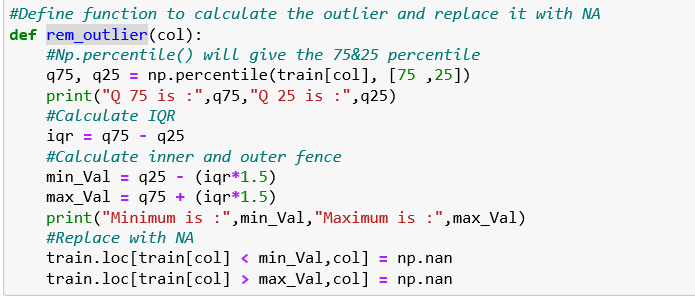 #Define function to calculate the outlier and replace it with NA
def rem_outlier(col):
    #Np.percentile() will give the 75&25 percentile
    q75, q25 = np.percentile(train[col], [75 ,25])
    print("Q 75 is :",q75,"Q 25 is :",q25)
    #Calculate IQR
    iqr = q75 - q25
    #Calculate inner and outer fence
    min_Val = q25 - (iqr*1.5)
    max_Val = q75 + (iqr*1.5)
    print("Minimum is :",min_Val,"Maximum is :",max_Val)
    #Replace with NA
    train.loc[train[col] < min_Val,col] = np.nan
    train.loc[train[col] > max_Val,col] = np.nan